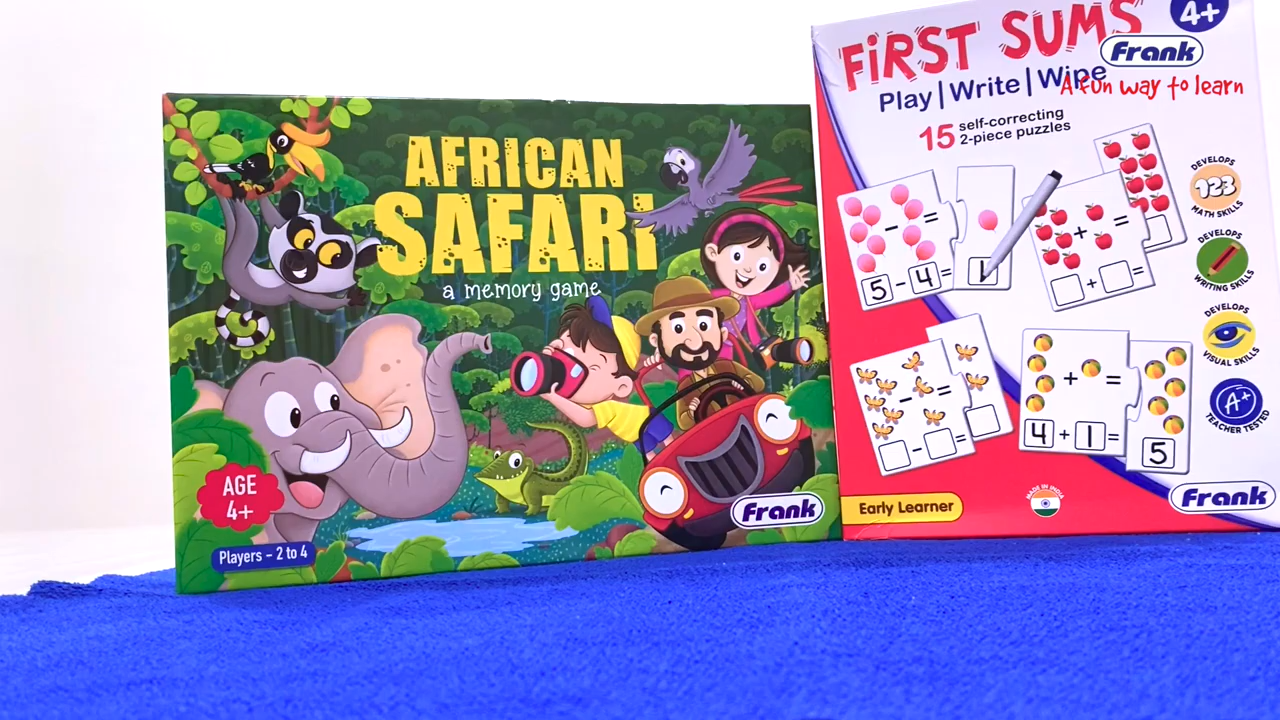 AFRICAN
SAFARI
a memory game
AGE
4+
Players - 2 to 4
Frank
FiRST SUMS
4+
Frank
A fun way to learn
Play | Write | Wipe
15 self-correcting
2-piece puzzles
5 - 4 = 1
- =
+ =
+ =
- =
- =
+ =
4 + 1 = 5
DEVELOPS
123
MATH SKILLS
DEVELOPS
WRITING SKILLS
DEVELOPS
VISUAL SKILLS
A+
TEACHER TESTED
Early Learner
MADE IN INDIA
Frank